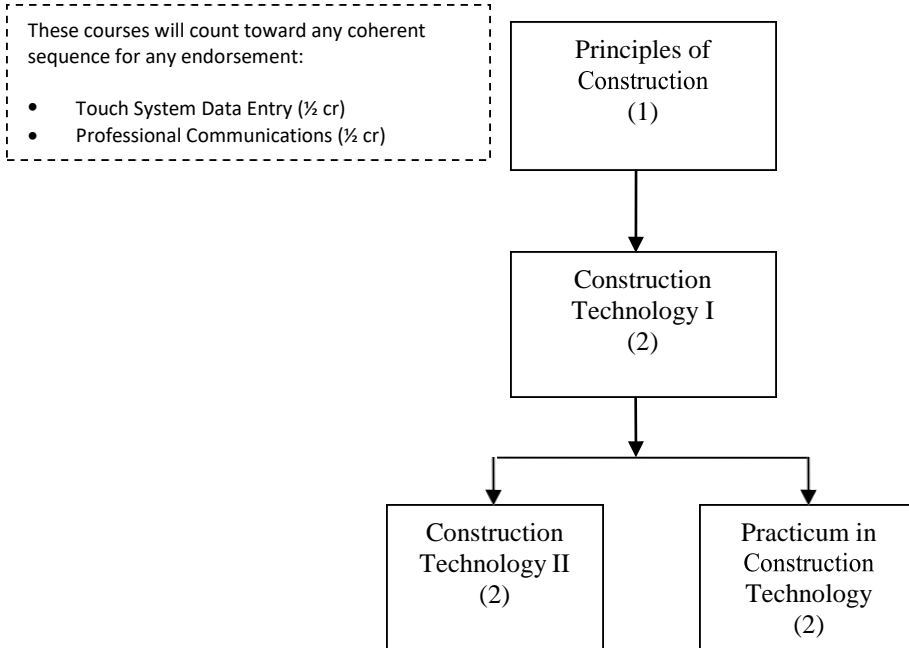 These courses will count toward any coherent
sequence for any endorsement:
• Touch System Data Entry (½ cr)
• Professional Communications (½ cr)
Principles of
Construction
(1)
Construction
Technology I
(2)
Construction
Technology II
(2)
Practicum in
Construction
Technology
(2)